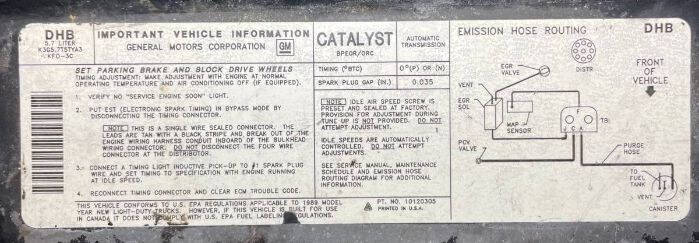 DHB
5.7 LITER
K3G5.7T5TYA3
KFO-3C
IMPORTANT VEHICLE INFORMATION
GENERAL MOTORS CORPORATION GM
CATALYST
BPEGR/ORC
AUTOMATIC
TRANSMISSION
SET PARKING BRAKE AND BLOCK DRIVE WHEELS
TIMING ADJUSTMENT: MAKE ADJUSTMENT WITH ENGINE AT NORMAL
OPERATING TEMPERATURE AND AIR CONDITIONING OFF (IF EQUIPPED).
TIMING (°BTC) 0°(P) OR (N)
SPARK PLUG GAP (IN.) 0.035
1. VERIFY NO "SERVICE ENGINE SOON" LIGHT.
2. PUT EST (ELECTRONIC SPARK TIMING) IN BYPASS MODE BY
DISCONNECTING THE TIMING CONNECTOR.
NOTE THIS IS A SINGLE WIRE SEALED CONNECTOR. THE
LEADS ARE TAN WITH A BLACK STRIPE AND BREAK OUT OF THE
ENGINE WIRING HARNESS CONDUIT INBOARD OF THE BULKHEAD
WIRING CONNECTOR. DO NOT DISCONNECT THE FOUR WIRE
CONNECTOR AT THE DISTRIBUTOR.
3. CONNECT A TIMING LIGHT INDUCTIVE PICK-UP TO #1 SPARK PLUG
WIRE AND SET TIMING TO SPECIFICATION WITH ENGINE RUNNING
AT IDLE SPEED.
4. RECONNECT TIMING CONNECTOR AND CLEAR ECM TROUBLE CODE.
NOTE IDLE AIR SPEED SCREW IS
PRESET AND SEALED AT FACTORY.
PROVISION FOR ADJUSTMENT DURING
TUNE UP IS NOT PROVIDED. DO NOT
ATTEMPT ADJUSTMENT.
IDLE SPEEDS ARE AUTOMATICALLY
CONTROLLED. DO NOT ATTEMPT
ADJUSTMENTS.
SEE SERVICE MANUAL, MAINTENANCE
SCHEDULE AND EMISSION HOSE
ROUTING DIAGRAM FOR ADDITIONAL
INFORMATION.
THIS VEHICLE CONFORMS TO U.S. EPA REGULATIONS APPLICABLE TO 1989 MODEL
YEAR NEW LIGHT-DUTY TRUCKS. HOWEVER, IF THIS VEHICLE IS BUILT FOR USE
IN CANADA IT DOES NOT COMPLY WITH U.S. EPA FUEL LABELING REGULATIONS.
PT. NO. 10120305
PRINTED IN U.S.A.
EMISSION HOSE ROUTING
DHB
EGR
VALVE
DISTR
FRONT
OF
VEHICLE
VENT
EGR
SOL
MAP
SENSOR
TBI
J C A
PCV
VALVE
PURGE
HOSE
TO
FUEL
TANK
VENT
CANISTER